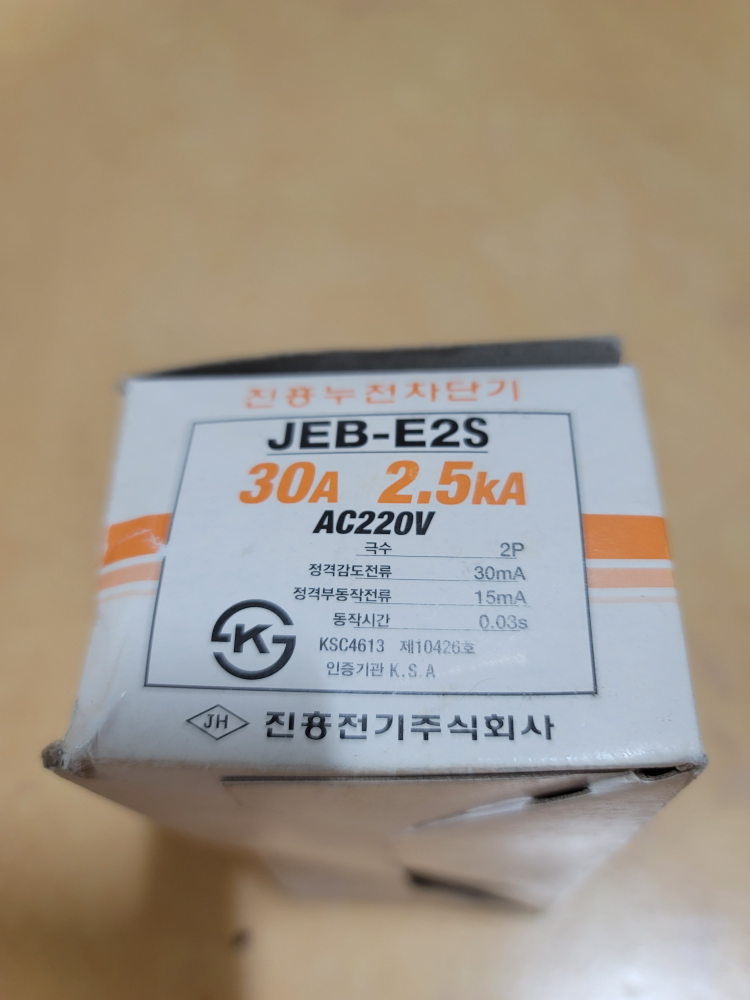 진흥누전차단기
JEB-E2S
30A 2.5kA
AC220V
극수 2P
정격감도전류 30mA
정격부동작전류 15mA
동작시간 0.03s
K
KSC4613 제10426호
인증기관 K.S.A
JH 진흥전기주식회사